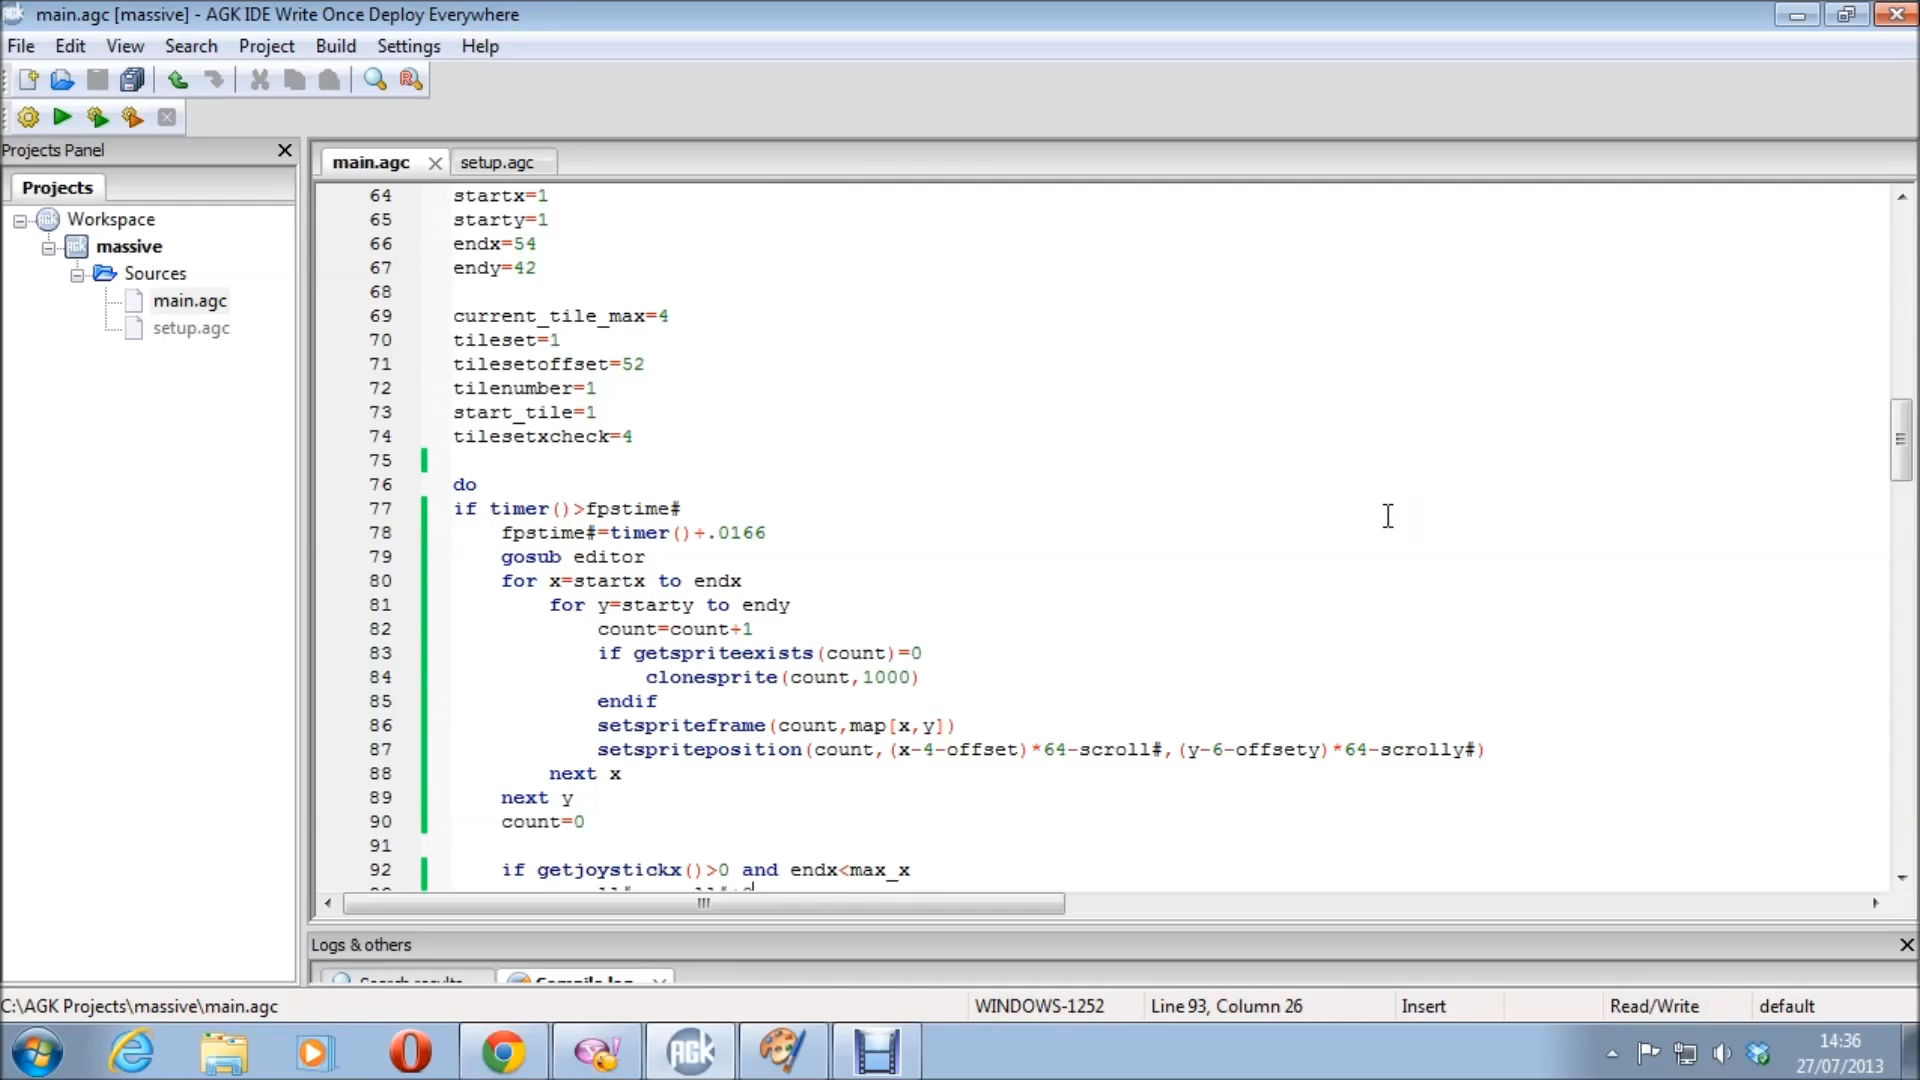 main.agc [massive] - AGK IDE Write Once Deploy Everywhere
File Edit View Search Project Build Settings Help
Projects Panel
Projects
Workspace
massive
Sources
main.agc
setup.agc
main.agc setup.agc
64 startx=1
65 starty=1
66 endx=54
67 endy=42
68
69 current_tile_max=4
70 tileset=1
71 tilesetoffset=52
72 tilenumber=1
73 start_tile=1
74 tilesetxcheck=4
75
76 do
77 if timer()>fpstime#
78 fpstime#=timer()+.0166
79 gosub editor
80 for x=startx to endx
81 for y=starty to endy
82 count=count+1
83 if getspriteexists(count)=0
84 clonesprite(count,1000)
85 endif
86 setspriteframe(count,map[x,y])
87 setspriteposition(count,(x-4-offset)*64-scroll#,(y-6-offsety)*64-scrolly#)
88 next x
89 next y
90 count=0
91
92 if getjoystickx()>0 and endx<max_x
Logs & others
Search results Compile log
C:\AGK Projects\massive\main.agc WINDOWS-1252 Line 93, Column 26 Insert Read/Write default
AGK
14:36
27/07/2013